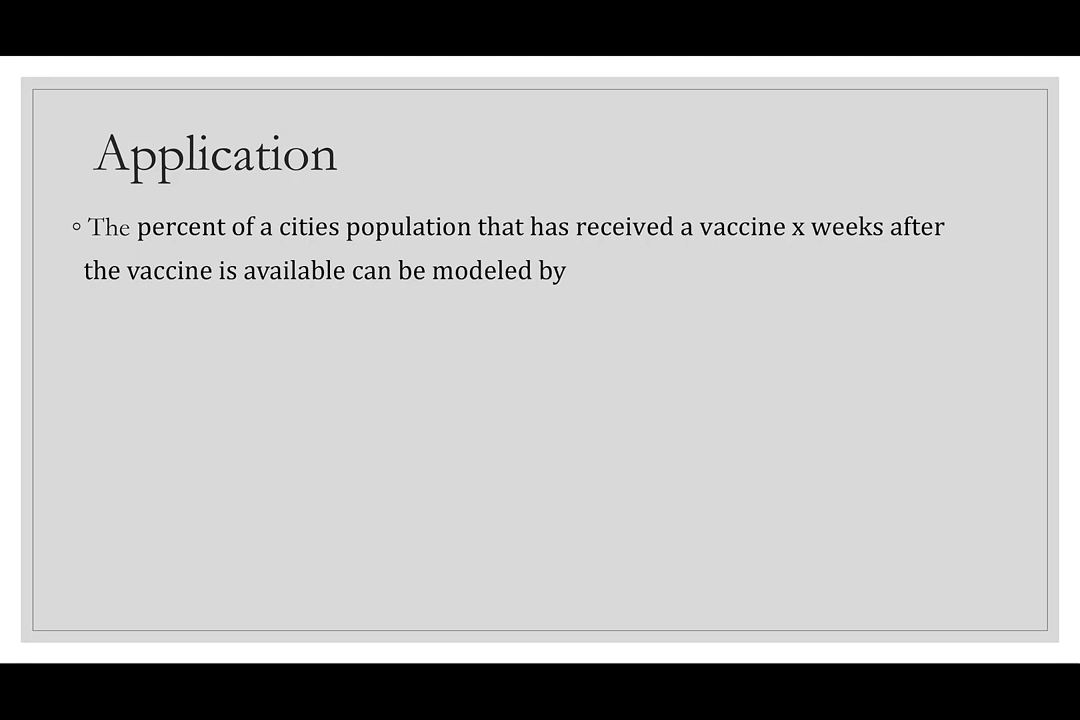 Application
◦ The percent of a cities population that has received a vaccine x weeks after
the vaccine is available can be modeled by